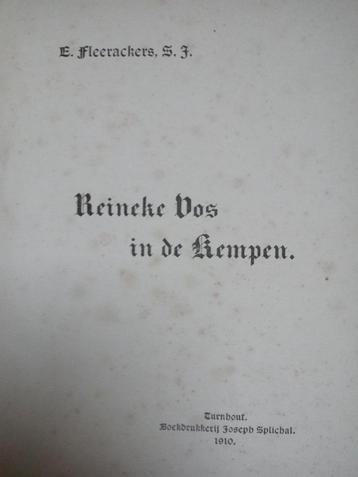 E. Fleerackers, S. J.
Reineke Vos
in de Kempen.
Turnhout.
Boekdrukkerij Joseph Splichal.
1910.